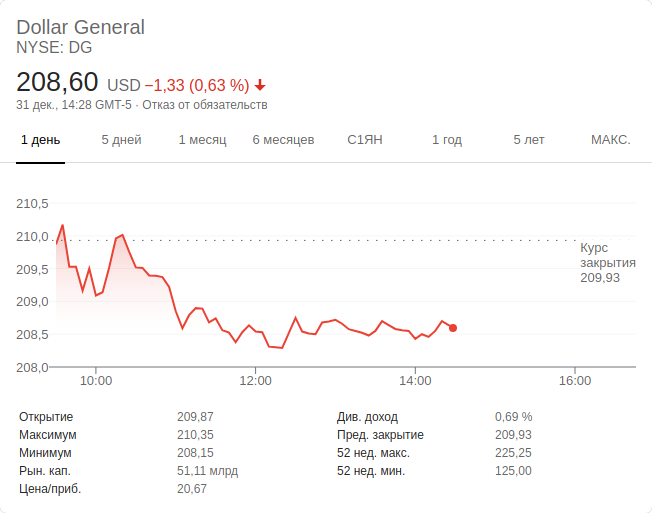 Dollar General
NYSE: DG
208,60 USD −1,33 (0,63 %)
31 дек., 14:28 GMT-5 · Отказ от обязательств
1 день 5 дней 1 месяц 6 месяцев С1ЯН 1 год 5 лет МАКС.
210,5
210,0
209,5
209,0
208,5
208,0
Курс
закрытия
209,93
10:00 12:00 14:00 16:00
Открытие 209,87 Див. доход 0,69 %
Максимум 210,35 Пред. закрытие 209,93
Минимум 208,15 52 нед. макс. 225,25
Рын. кап. 51,11 млрд 52 нед. мин. 125,00
Цена/приб. 20,67